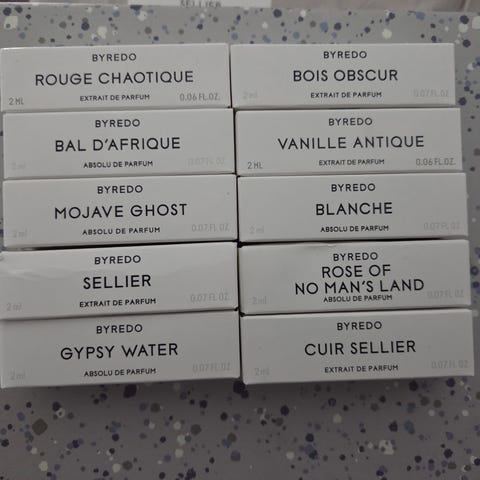 SELLIER
BYREDO
ROUGE CHAOTIQUE
2 ML EXTRAIT DE PARFUM 0.06 FL.OZ.
BYREDO
BOIS OBSCUR
2 ml EXTRAIT DE PARFUM 0.07 FL.OZ
BYREDO
BAL D'AFRIQUE
2 ml ABSOLU DE PARFUM 0.07 FL.OZ
BYREDO
VANILLE ANTIQUE
2 ML EXTRAIT DE PARFUM 0.06 FL.OZ.
BYREDO
MOJAVE GHOST
2 ml ABSOLU DE PARFUM 0.07 FL.OZ
BYREDO
BLANCHE
2 ml ABSOLU DE PARFUM 0.07 FL.OZ
BYREDO
SELLIER
2 ml EXTRAIT DE PARFUM 0.07 FL.OZ
BYREDO
ROSE OF
NO MAN'S LAND
2 ml ABSOLU DE PARFUM 0.07 FL.OZ
BYREDO
GYPSY WATER
2 ml ABSOLU DE PARFUM 0.07 FL.OZ
BYREDO
CUIR SELLIER
2 ml EXTRAIT DE PARFUM 0.07 FL.OZ